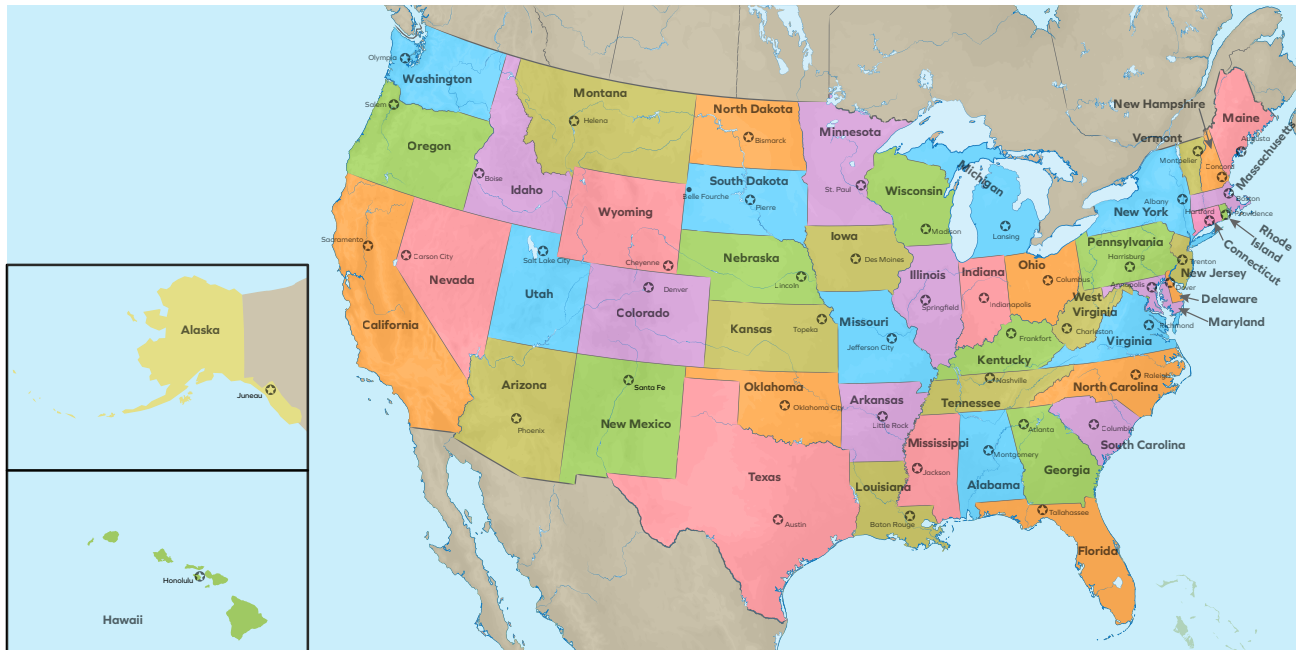 Olympia
Washington
Salem
Oregon
Montana
Helena
Boise
Idaho
North Dakota
Bismarck
South Dakota
Belle Fourche
Pierre
Minnesota
St. Paul
Wisconsin
Madison
Michigan
Lansing
New Hampshire
Vermont
Montpelier
Concord
Maine
Augusta
Massachusetts
Boston
Albany
New York
Hartford
Providence
Rhode
Island
Connecticut
Wyoming
Cheyenne
Sacramento
Carson City
Nevada
California
Salt Lake City
Utah
Denver
Colorado
Nebraska
Lincoln
Kansas
Topeka
Iowa
Des Moines
Missouri
Jefferson City
Illinois
Springfield
Indiana
Indianapolis
Ohio
Columbus
Pennsylvania
Harrisburg
Trenton
New Jersey
Annapolis
Dover
Delaware
Maryland
West
Virginia
Charleston
Richmond
Virginia
Frankfort
Kentucky
Nashville
Tennessee
Raleigh
North Carolina
Columbia
South Carolina
Arizona
Phoenix
Santa Fe
New Mexico
Oklahoma
Oklahoma City
Arkansas
Little Rock
Texas
Austin
Louisiana
Baton Rouge
Mississippi
Jackson
Montgomery
Alabama
Atlanta
Georgia
Tallahassee
Florida
Alaska
Juneau
Honolulu
Hawaii